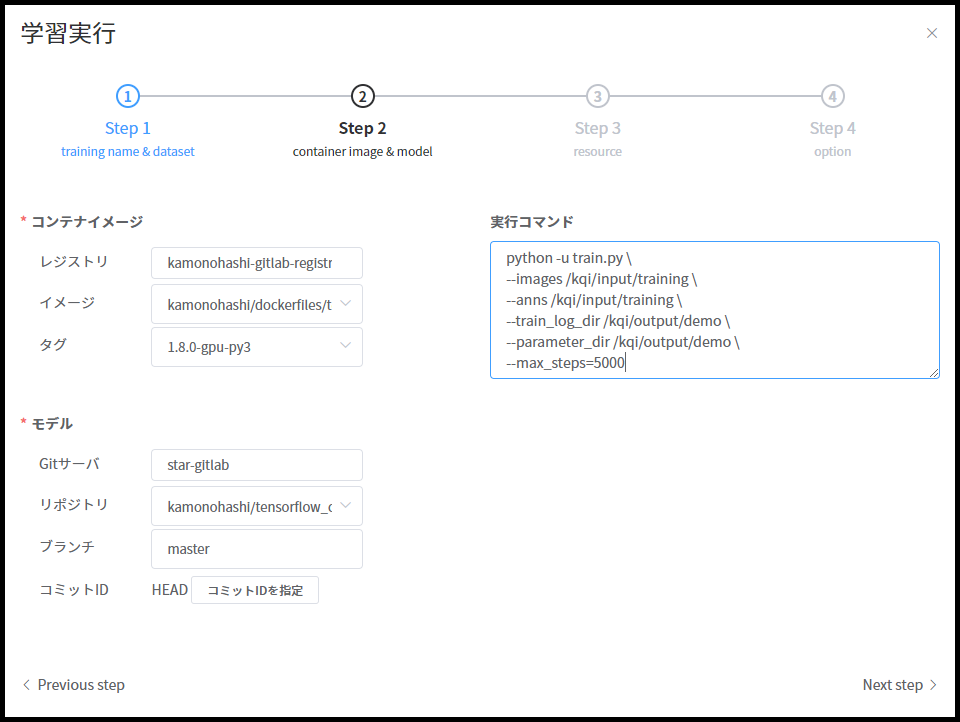 学習実行
1
2
3
4
Step 1
Step 2
Step 3
Step 4
training name & dataset
container image & model
resource
option
* コンテナイメージ
レジストリ
kamonohashi-gitlab-registr
イメージ
kamonohashi/dockerfiles/t
タグ
1.8.0-gpu-py3
実行コマンド
python -u train.py \
--images /kqi/input/training \
--anns /kqi/input/training \
--train_log_dir /kqi/output/demo \
--parameter_dir /kqi/output/demo \
--max_steps=5000
* モデル
Gitサーバ
star-gitlab
リポジトリ
kamonohashi/tensorflow_c
ブランチ
master
コミットID
HEAD
コミットIDを指定
Previous step
Next step